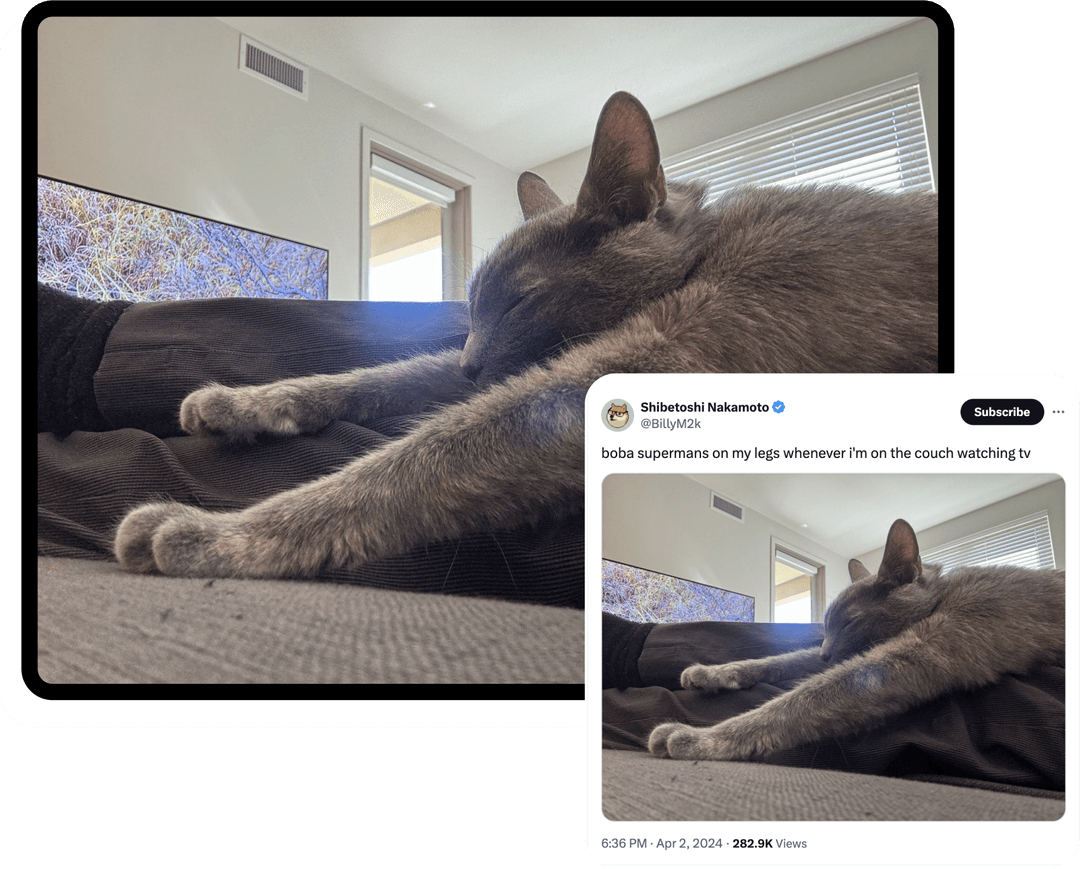 Shibetoshi Nakamoto
@BillyM2k
Subscribe
boba supermans on my legs whenever i'm on the couch watching tv
6:36 PM · Apr 2, 2024 · 282.9K Views